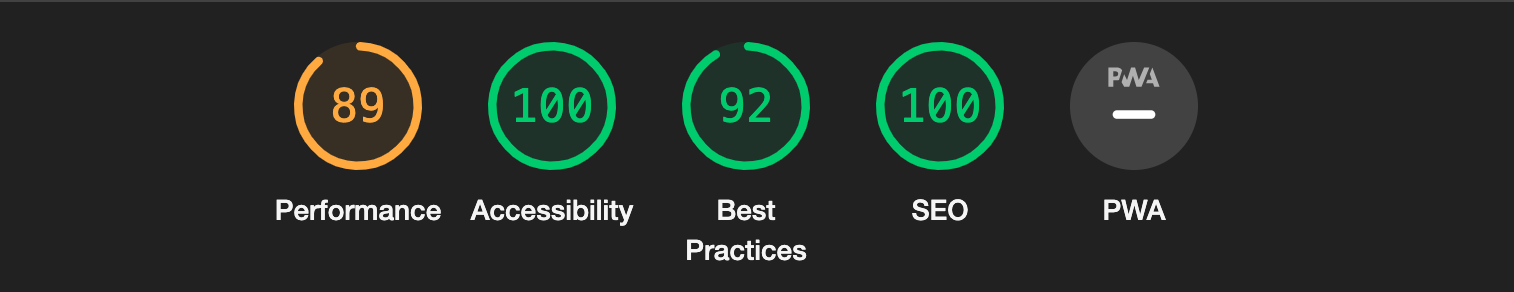 89
100
92
100
PWA
Performance
Accessibility
Best
Practices
SEO
PWA